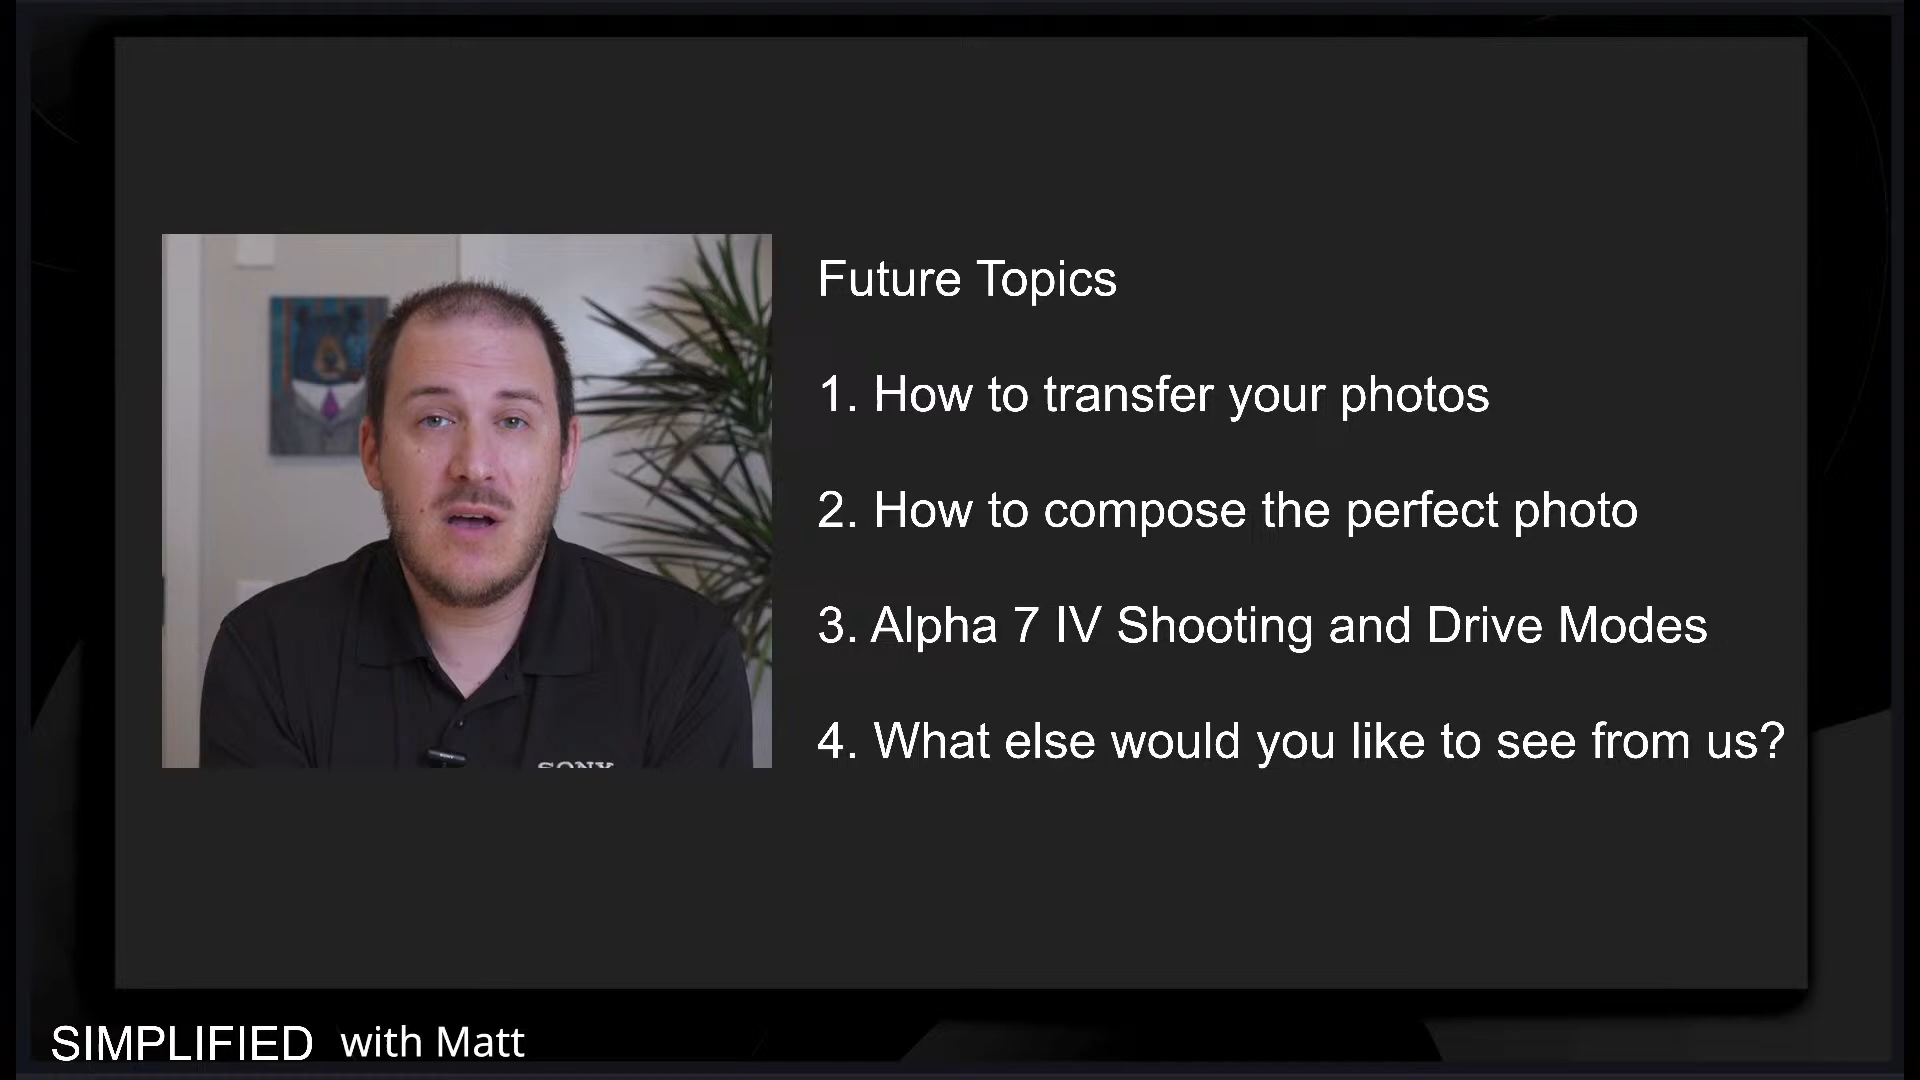 Future Topics
1. How to transfer your photos
2. How to compose the perfect photo
3. Alpha 7 IV Shooting and Drive Modes
4. What else would you like to see from us?
SONY
SIMPLIFIED with Matt